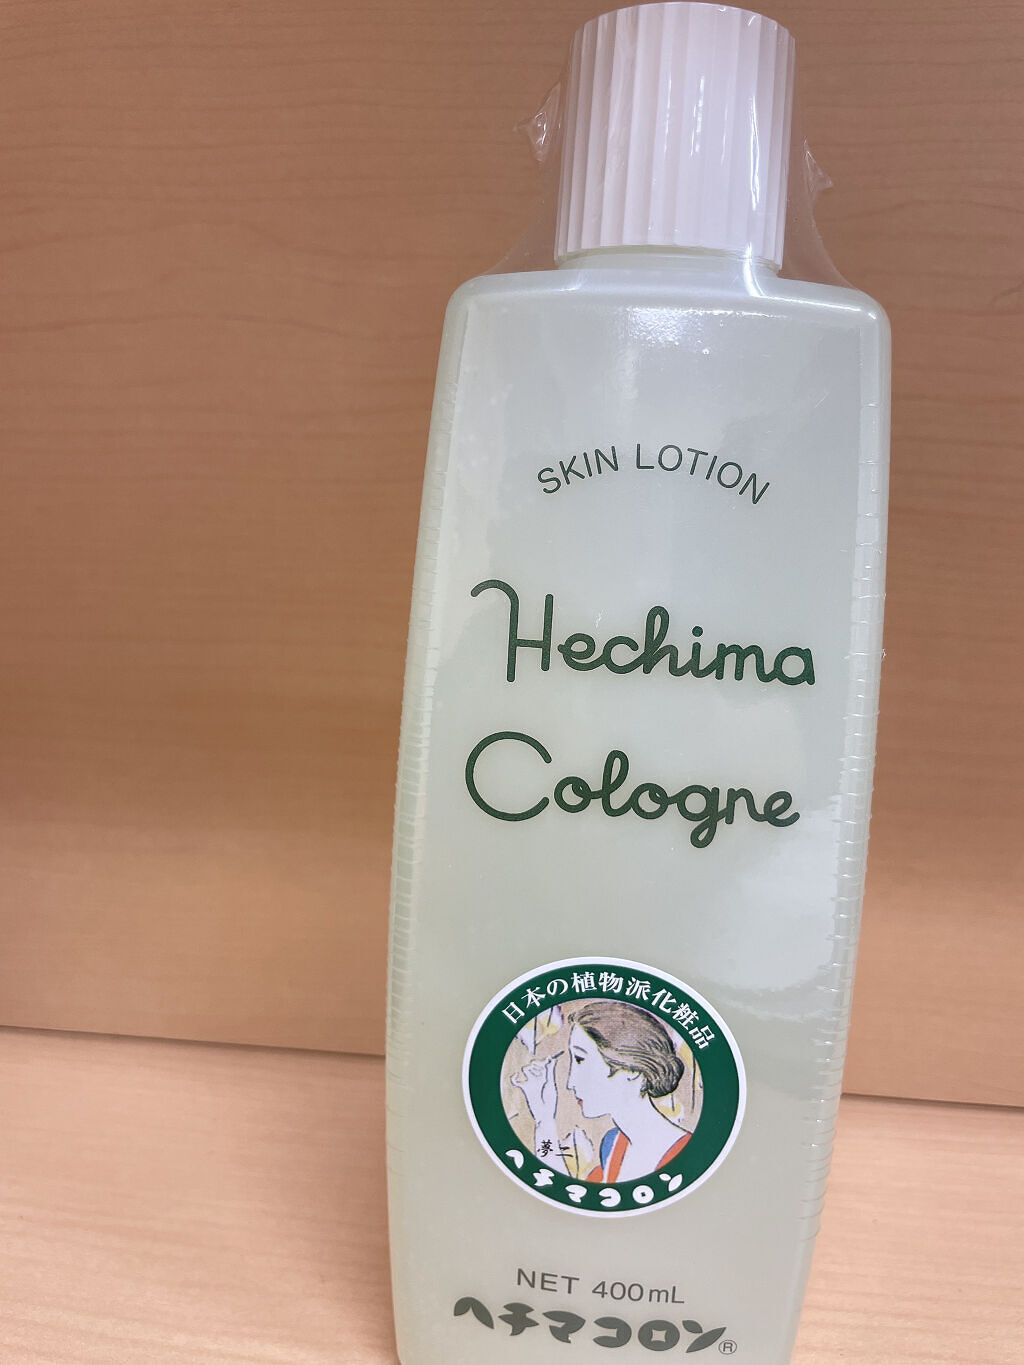 SKIN LOTION
Hechima
Cologne
日本の植物派化粧品
夢二
ヘチマコロン
NET 400mL
ヘチマコロン®